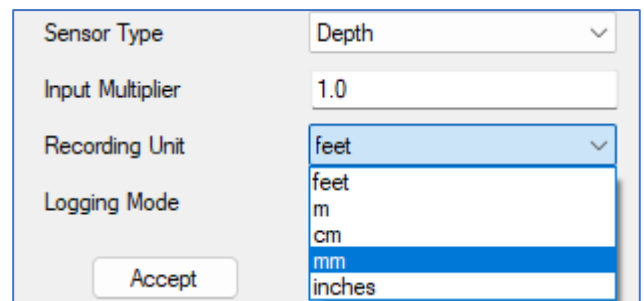 Sensor Type Depth
Input Multiplier 1.0
Recording Unit feet
feet
Logging Mode m
cm
mm
Accept inches